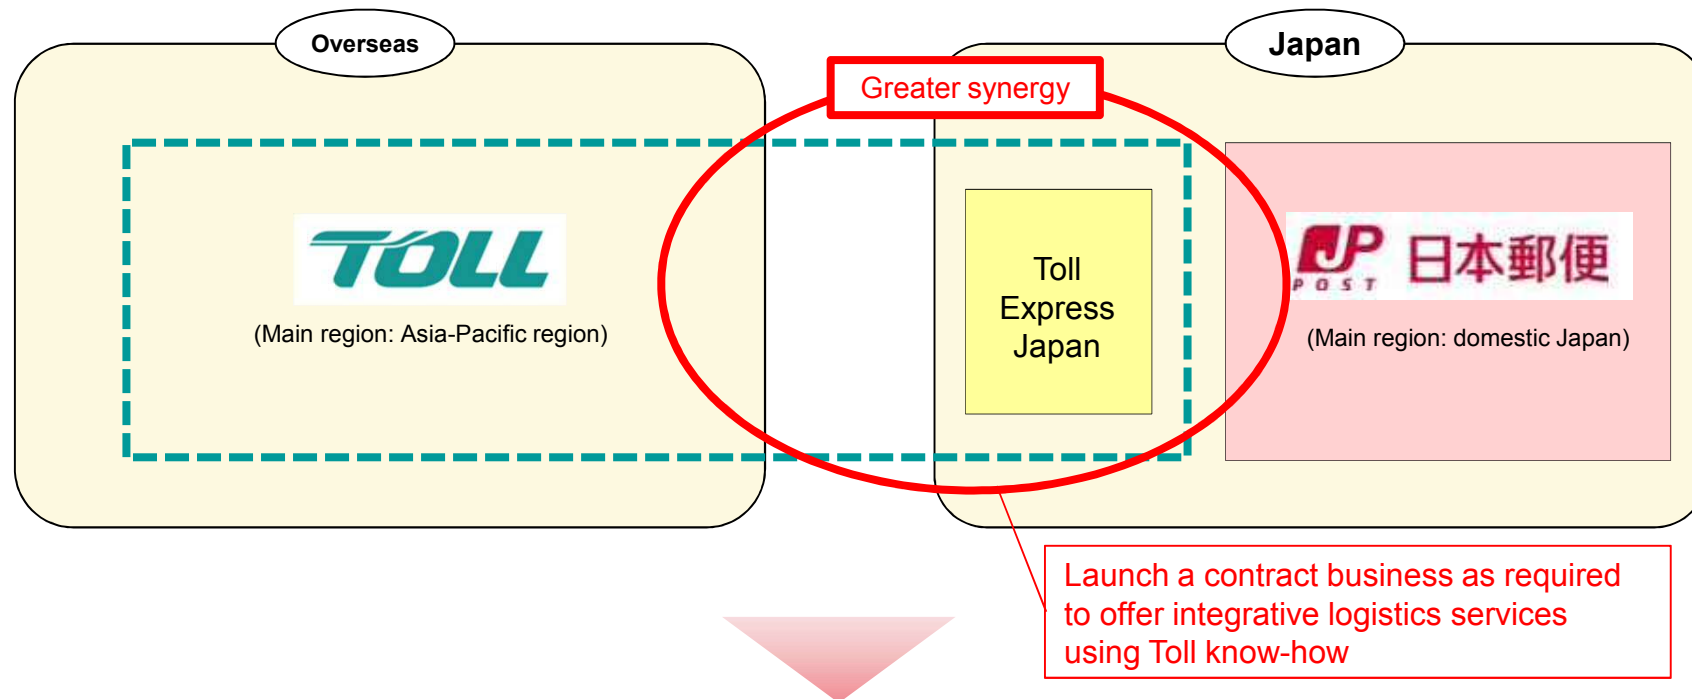 Overseas
Japan
Greater synergy
TOLL
(Main region: Asia-Pacific region)
Toll
Express
Japan
JP
POST
日本郵便
(Main region: domestic Japan)
Launch a contract business as required
to offer integrative logistics services
using Toll know-how